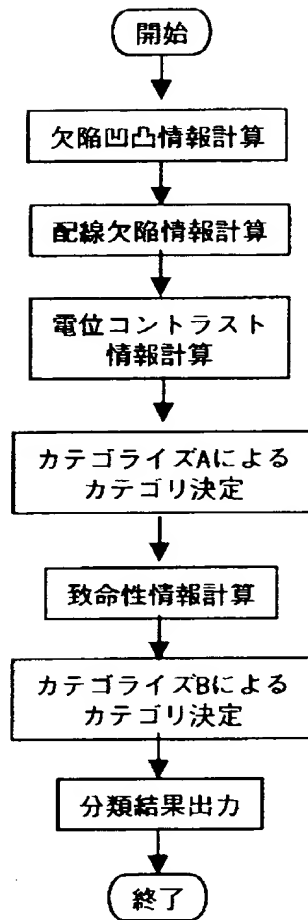 開始
欠陥凹凸情報計算
配線欠陥情報計算
電位コントラスト
情報計算
カテゴライズAによる
カテゴリ決定
致命性情報計算
カテゴライズBによる
カテゴリ決定
分類結果出力
終了